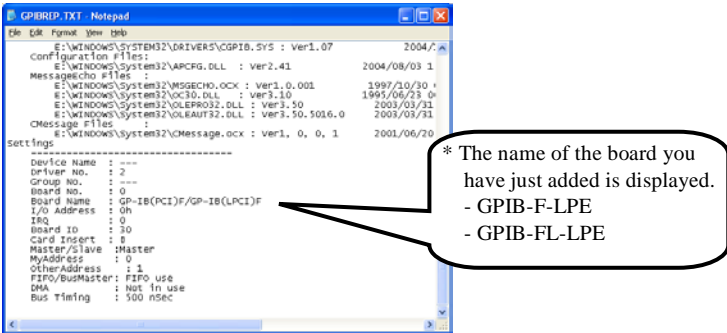 GPIBREP.TXT - Notepad
File Edit Format View Help
E:\WINDOWS\SYSTEM32\DRIVERS\CGPIB.SYS : Ver1.07 2004/
Configuration Files:
E:\WINDOWS\System32\APCFG.DLL : Ver2.41 2004/08/03 1
MessageEcho Files :
E:\WINDOWS\System32\MSGECHO.OCX : Ver1.0.001 1997/10/30
E:\WINDOWS\System32\OC30.DLL : Ver3.10 1995/06/23 0
E:\WINDOWS\System32\OLEPRO32.DLL : Ver3.50 2003/03/31
E:\WINDOWS\System32\OLEAUT32.DLL : Ver3.50.5016.0 2003/03/31
CMessage Files :
E:\WINDOWS\System32\CMessage.ocx : Ver1, 0, 0, 1 2001/06/20
Settings
-----------------------------------
Device Name : ---
Driver No. : 2
Group No. : ---
Board No. : 0
Board Name : GP-IB(PCI)F/GP-IB(LPCI)F
I/O Address : 0h
IRQ : 0
Board ID : 30
Card Insert : 0
Master/Slave :Master
MyAddress : 0
OtherAddress : 1
FIFO/BusMaster: FIFO use
DMA : Not in use
Bus Timing : 500 nSec
* The name of the board you
have just added is displayed.
- GPIB-F-LPE
- GPIB-FL-LPE